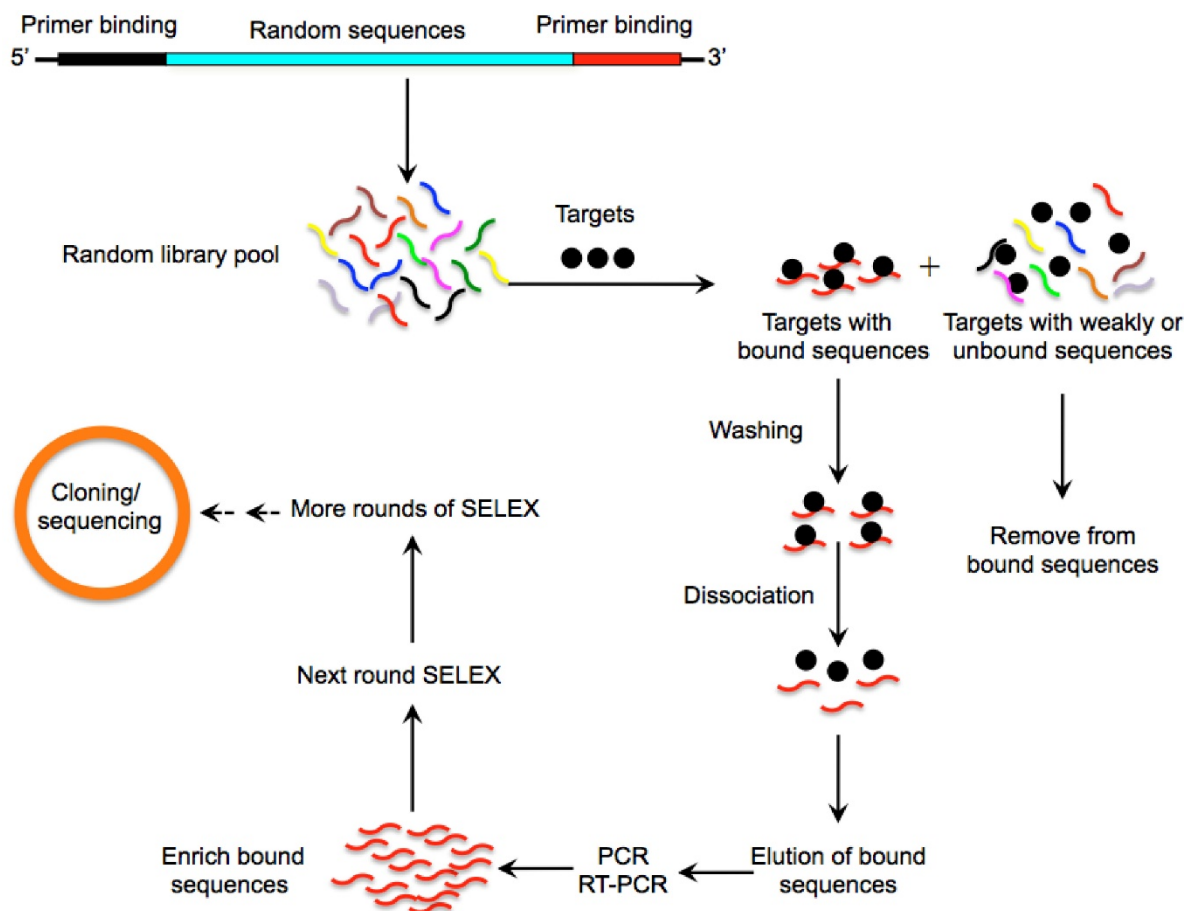 Primer binding
Random sequences
Primer binding
5’
3’
Random library pool
Targets
+
Targets with
bound sequences
Targets with weakly or
unbound sequences
Washing
Remove from
bound sequences
Dissociation
Cloning/
sequencing
More rounds of SELEX
Next round SELEX
Enrich bound
sequences
PCR
RT-PCR
Elution of bound
sequences